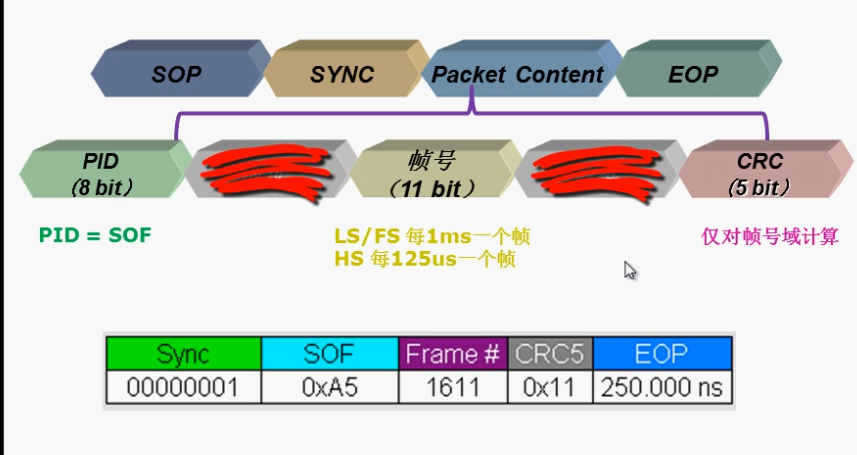 SOP SYNC Packet Content EOP
PID 帧号 CRC
（8 bit） （11 bit） （5 bit）
PID = SOF LS/FS 每1ms一个帧 仅对帧号域计算
HS 每125us一个帧
Sync SOF Frame # CRC5 EOP
00000001 0xA5 1611 0x11 250.000 ns